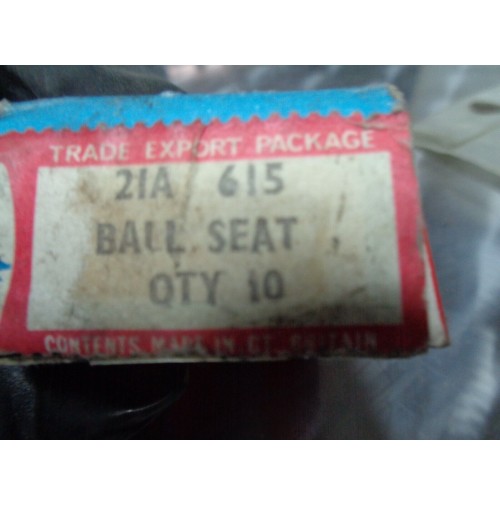 TRADE EXPORT PACKAGE
21A 615
BALL SEAT
QTY 10
CONTENTS MADE IN GT. BRITAIN